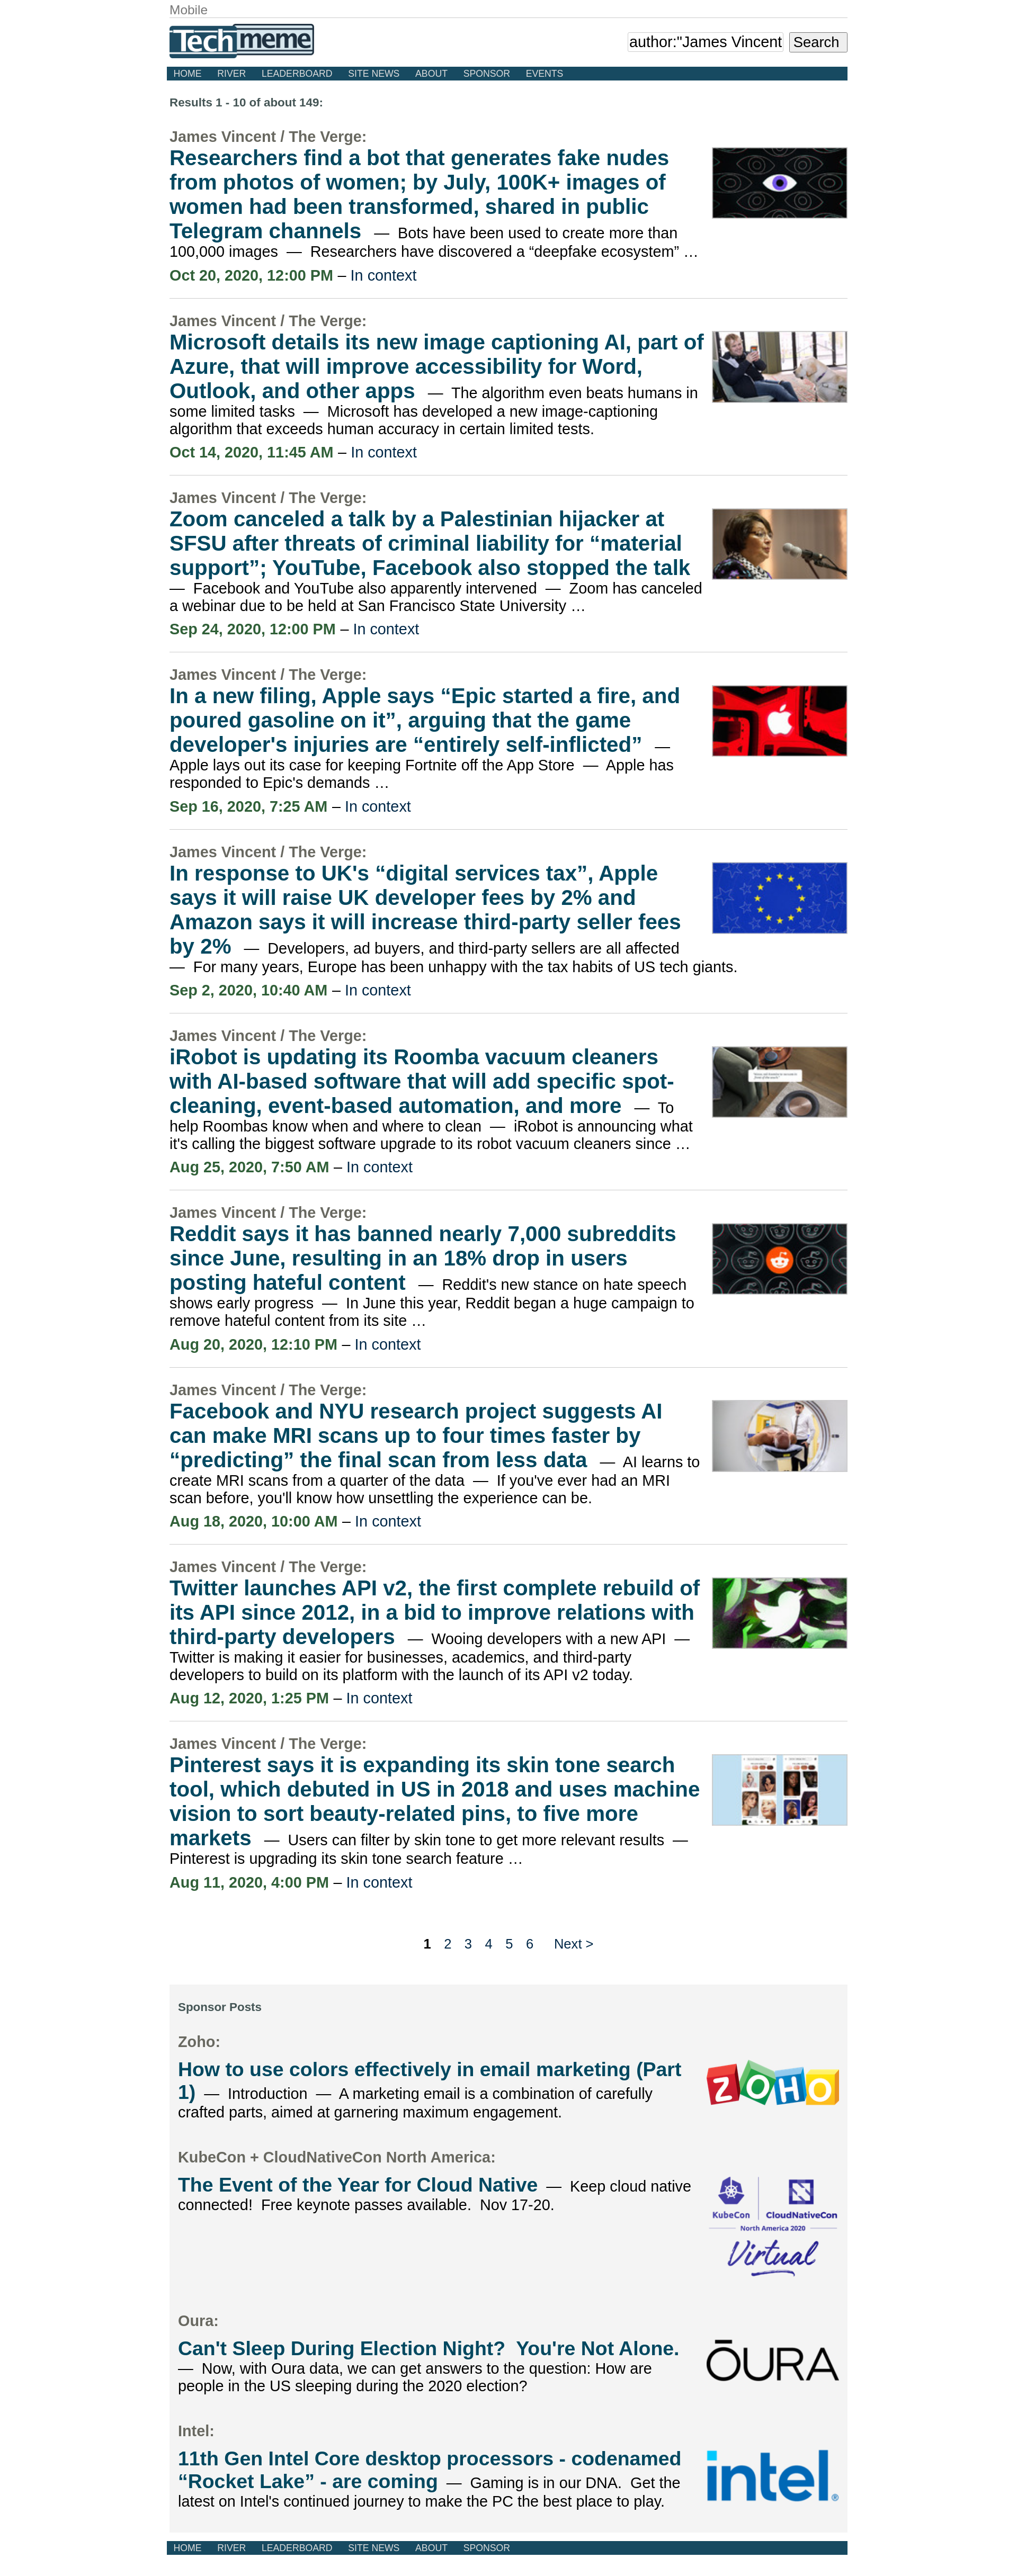 Mobile
Techmeme
author:"James Vincent
Search
HOME RIVER LEADERBOARD SITE NEWS ABOUT SPONSOR EVENTS
Results 1 - 10 of about 149:
James Vincent / The Verge:
Researchers find a bot that generates fake nudes
from photos of women; by July, 100K+ images of
women had been transformed, shared in public
Telegram channels — Bots have been used to create more than
100,000 images — Researchers have discovered a “deepfake ecosystem” …
Oct 20, 2020, 12:00 PM – In context
James Vincent / The Verge:
Microsoft details its new image captioning AI, part of
Azure, that will improve accessibility for Word,
Outlook, and other apps — The algorithm even beats humans in
some limited tasks — Microsoft has developed a new image-captioning
algorithm that exceeds human accuracy in certain limited tests.
Oct 14, 2020, 11:45 AM – In context
James Vincent / The Verge:
Zoom canceled a talk by a Palestinian hijacker at
SFSU after threats of criminal liability for “material
support”; YouTube, Facebook also stopped the talk
— Facebook and YouTube also apparently intervened — Zoom has canceled
a webinar due to be held at San Francisco State University …
Sep 24, 2020, 12:00 PM – In context
James Vincent / The Verge:
In a new filing, Apple says “Epic started a fire, and
poured gasoline on it”, arguing that the game
developer's injuries are “entirely self-inflicted” —
Apple lays out its case for keeping Fortnite off the App Store — Apple has
responded to Epic's demands …
Sep 16, 2020, 7:25 AM – In context
James Vincent / The Verge:
In response to UK's “digital services tax”, Apple
says it will raise UK developer fees by 2% and
Amazon says it will increase third-party seller fees
by 2% — Developers, ad buyers, and third-party sellers are all affected
— For many years, Europe has been unhappy with the tax habits of US tech giants.
Sep 2, 2020, 10:40 AM – In context
James Vincent / The Verge:
iRobot is updating its Roomba vacuum cleaners
with AI-based software that will add specific spot-
cleaning, event-based automation, and more — To
help Roombas know when and where to clean — iRobot is announcing what
it's calling the biggest software upgrade to its robot vacuum cleaners since …
Aug 25, 2020, 7:50 AM – In context
James Vincent / The Verge:
Reddit says it has banned nearly 7,000 subreddits
since June, resulting in an 18% drop in users
posting hateful content — Reddit's new stance on hate speech
shows early progress — In June this year, Reddit began a huge campaign to
remove hateful content from its site …
Aug 20, 2020, 12:10 PM – In context
James Vincent / The Verge:
Facebook and NYU research project suggests AI
can make MRI scans up to four times faster by
“predicting” the final scan from less data — AI learns to
create MRI scans from a quarter of the data — If you've ever had an MRI
scan before, you'll know how unsettling the experience can be.
Aug 18, 2020, 10:00 AM – In context
James Vincent / The Verge:
Twitter launches API v2, the first complete rebuild of
its API since 2012, in a bid to improve relations with
third-party developers — Wooing developers with a new API —
Twitter is making it easier for businesses, academics, and third-party
developers to build on its platform with the launch of its API v2 today.
Aug 12, 2020, 1:25 PM – In context
James Vincent / The Verge:
Pinterest says it is expanding its skin tone search
tool, which debuted in US in 2018 and uses machine
vision to sort beauty-related pins, to five more
markets — Users can filter by skin tone to get more relevant results —
Pinterest is upgrading its skin tone search feature …
Aug 11, 2020, 4:00 PM – In context
1 2 3 4 5 6 Next >
Sponsor Posts
Zoho:
How to use colors effectively in email marketing (Part
1) — Introduction — A marketing email is a combination of carefully
crafted parts, aimed at garnering maximum engagement.
ZOHO
KubeCon + CloudNativeCon North America:
The Event of the Year for Cloud Native — Keep cloud native
connected! Free keynote passes available. Nov 17-20.
KubeCon CloudNativeCon
North America 2020
Virtual
Oura:
Can't Sleep During Election Night? You're Not Alone.
— Now, with Oura data, we can get answers to the question: How are
people in the US sleeping during the 2020 election?
ŌURA
Intel:
11th Gen Intel Core desktop processors - codenamed
“Rocket Lake” - are coming — Gaming is in our DNA. Get the
latest on Intel's continued journey to make the PC the best place to play.
intel®
HOME RIVER LEADERBOARD SITE NEWS ABOUT SPONSOR